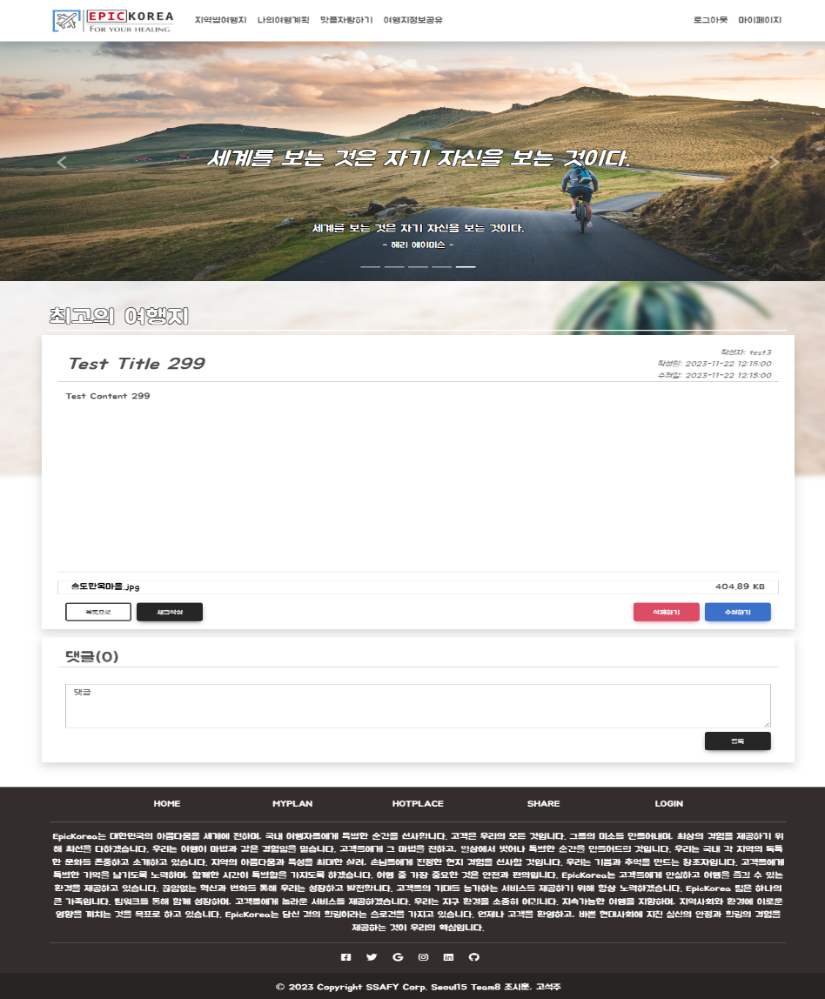 EPICKOREA
FOR YOUR HEALING
지역별여행지 나의여행계획 핫플자랑하기 여행지정보공유 로그아웃 마이페이지
세계를 보는 것은 자기 자신을 보는 것이다.
세계를 보는 것은 자기 자신을 보는 것이다.
- 헤리 에이미슨 -
최고의 여행지
Test Title 299
작성자: test3
작성일: 2023-11-22 12:15:00
수정일: 2023-11-22 12:15:00
Test Content 299
송도한옥마을.jpg 404.89 KB
목록으로 새글작성 삭제하기 수정하기
댓글(0)
댓글
등록
HOME MYPLAN HOTPLACE SHARE LOGIN
EpicKorea는 대한민국의 아름다움을 세계에 전하며, 국내 여행자들에게 특별한 순간을 선사합니다. 고객은 우리의 모든 것입니다. 그들의 미소를 만들어내며, 최상의 경험을 제공하기 위
해 최선을 다하겠습니다. 우리는 여행이 마법과 같은 경험임을 믿습니다. 고객들에게 그 마법을 전하고, 일상에서 벗어나 특별한 순간을 만들어드릴 것입니다. 우리는 국내 각 지역의 독특
한 문화를 존중하고 소개하고 있습니다. 지역의 아름다움과 특성을 최대한 살려, 손님들에게 진정한 현지 경험을 선사할 것입니다. 우리는 기쁨과 추억을 만드는 창조자입니다. 고객들에게
특별한 기억을 남기도록 노력하며, 함께한 시간이 특별함을 가지도록 하겠습니다. 여행 중 가장 중요한 것은 안전과 편의입니다. EpicKorea는 고객들에게 안심하고 여행을 즐길 수 있는
환경을 제공하고 있습니다. 끊임없는 혁신과 변화를 통해 우리는 성장하고 발전합니다. 고객들의 기대를 능가하는 서비스를 제공하기 위해 항상 노력하겠습니다. EpicKorea 팀은 하나의
큰 가족입니다. 팀워크를 통해 함께 성장하며, 고객들에게 놀라운 서비스를 제공하겠습니다. 우리는 지구 환경을 소중히 여깁니다. 지속가능한 여행을 지향하며, 지역사회와 환경에 이로운
영향을 끼치는 것을 목표로 하고 있습니다. EpicKorea는 당신 곁의 힐링이라는 슬로건을 가지고 있습니다. 언제나 고객을 환영하고, 바쁜 현대사회에 지친 심신의 안정과 힐링의 경험을
제공하는 것이 우리의 핵심입니다.
© 2023 Copyright SSAFY Corp. Seoul15 Team8 조시훈, 고석주